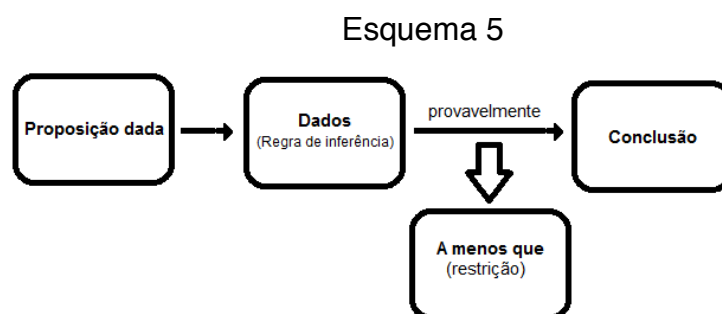 Esquema 5
Proposição dada
Dados
(Regra de inferência)
provavelmente
Conclusão
A menos que
(restrição)